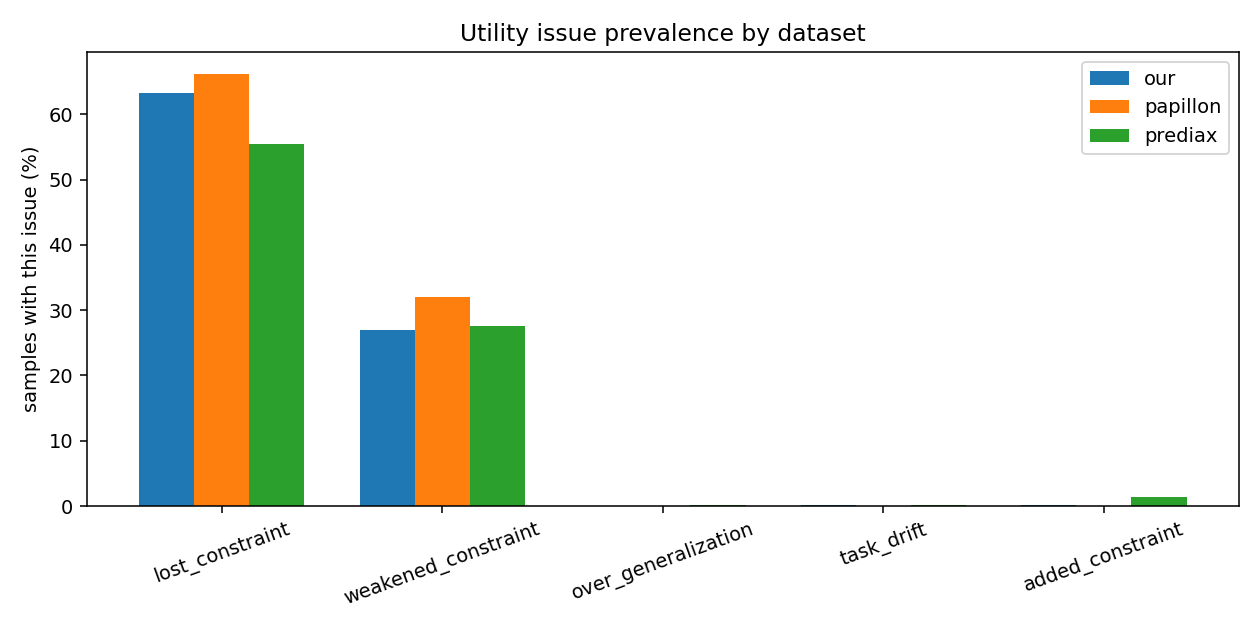 Utility issue prevalence by dataset
our
papillon
prediax
samples with this issue (%)
60
50
40
30
20
10
0
lost_constraint
weakened_constraint
over_generalization
task_drift
added_constraint